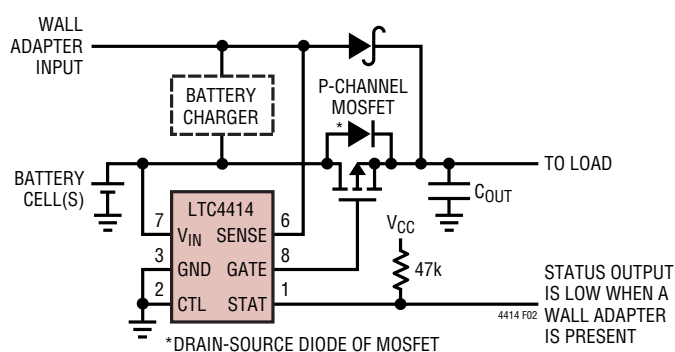 WALL
ADAPTER
INPUT
BATTERY
CHARGER
P-CHANNEL
MOSFET
*
BATTERY
CELL(S)
TO LOAD
COUT
LTC4414
7
VIN
SENSE
6
3
GND
GATE
8
2
CTL
STAT
1
VCC
47k
STATUS OUTPUT
IS LOW WHEN A
WALL ADAPTER
IS PRESENT
4414 F02
*DRAIN-SOURCE DIODE OF MOSFET